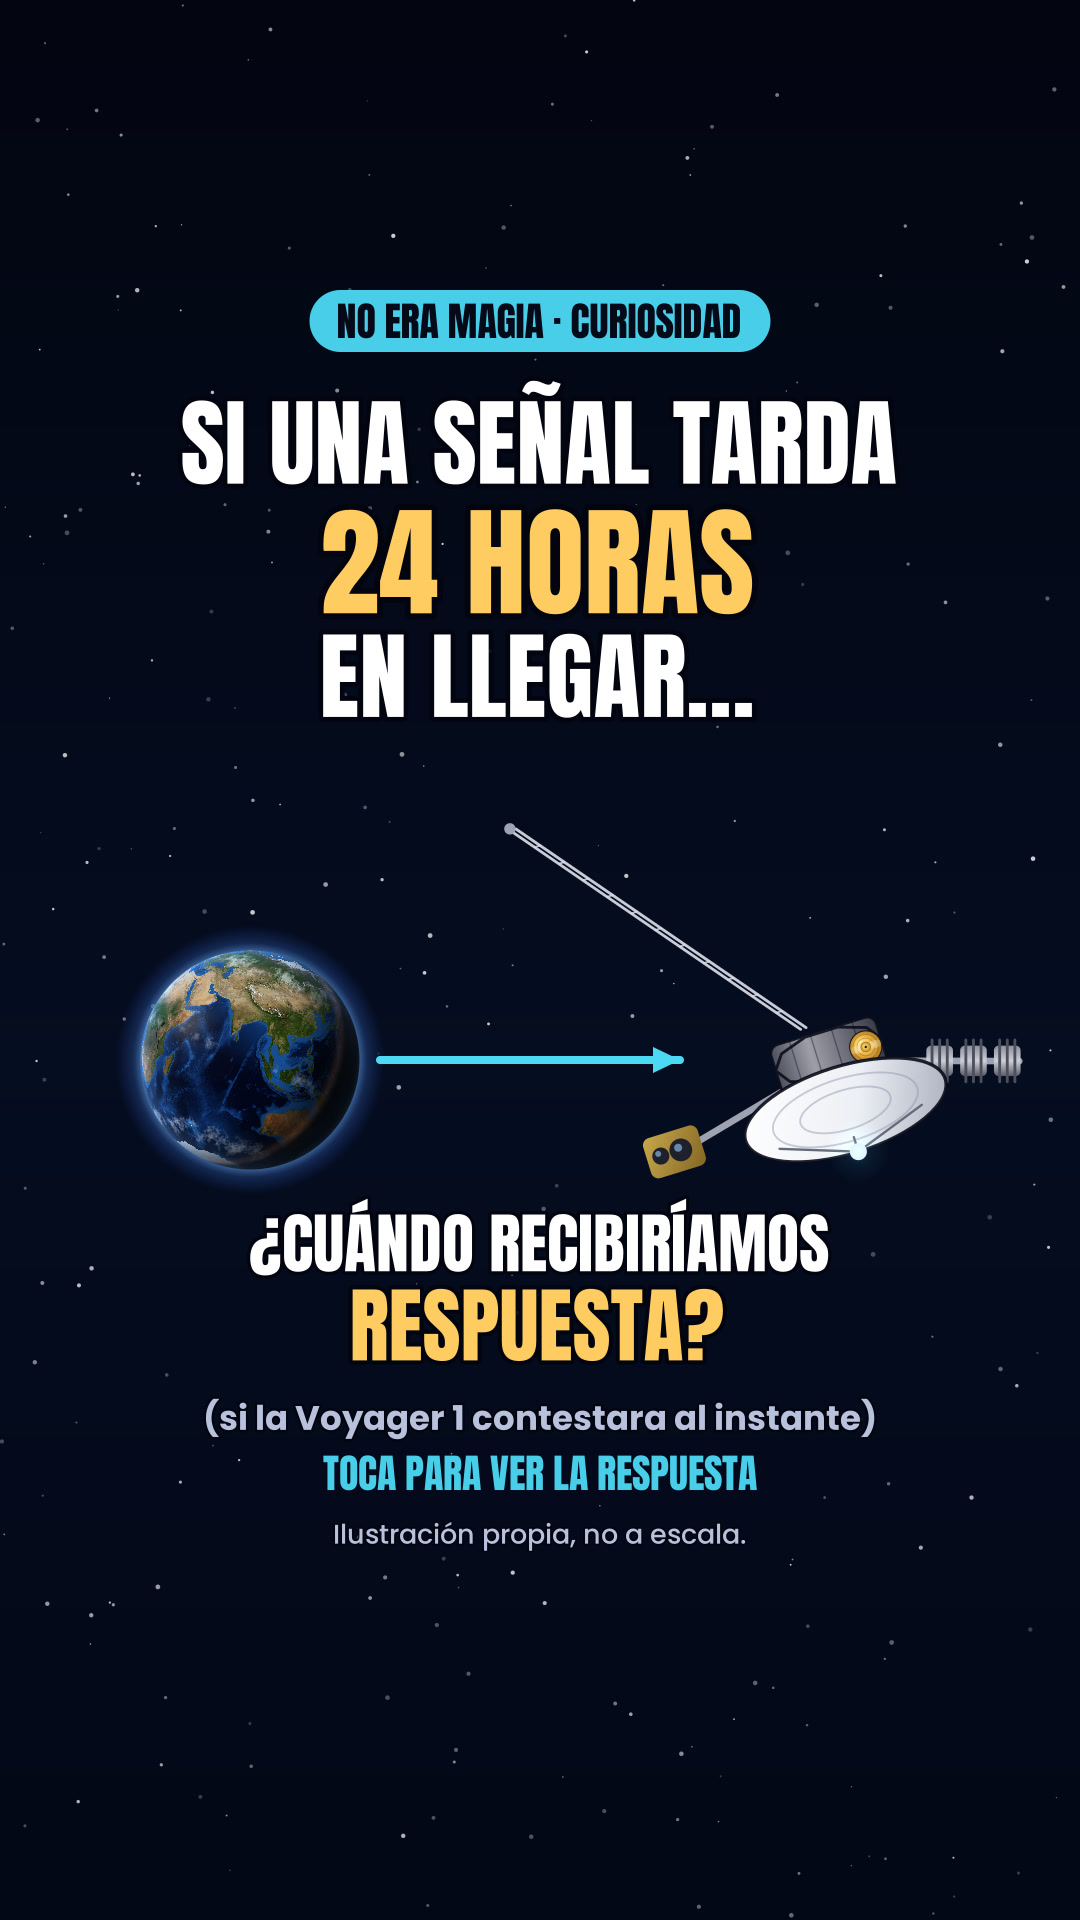 NO ERA MAGIA · CURIOSIDAD
SI UNA SEÑAL TARDA
24 HORAS
EN LLEGAR...
¿CUÁNDO RECIBIRÍAMOS
RESPUESTA?
(si la Voyager 1 contestara al instante)
TOCA PARA VER LA RESPUESTA
Ilustración propia, no a escala.